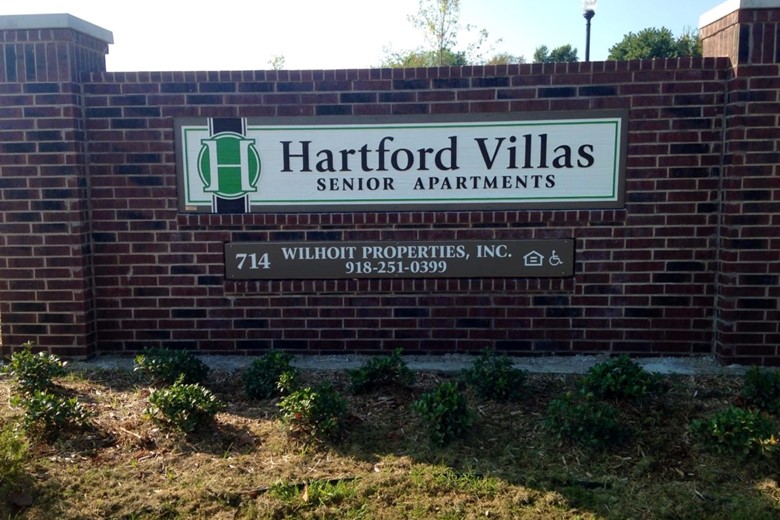 H
Hartford Villas
SENIOR APARTMENTS
714 WILHOIT PROPERTIES, INC.
918-251-0399